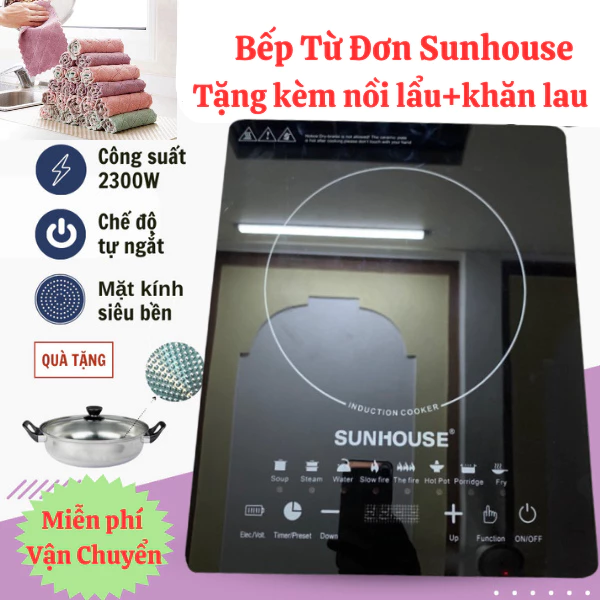 Bếp Từ Đơn Sunhouse
Tặng kèm nồi lẩu+khăn lau
Công suất
2300W
Chế độ
tự ngắt
Mặt kính
siêu bền
QUÀ TẶNG
Miễn phí
Vận Chuyển
INDUCTION COOKER
SUNHOUSE®
Soup Steam Water Slow fire The fire Hot Pot Porridge Fry
Elec/Vol. Timer/Preset Down Up Function ON/OFF